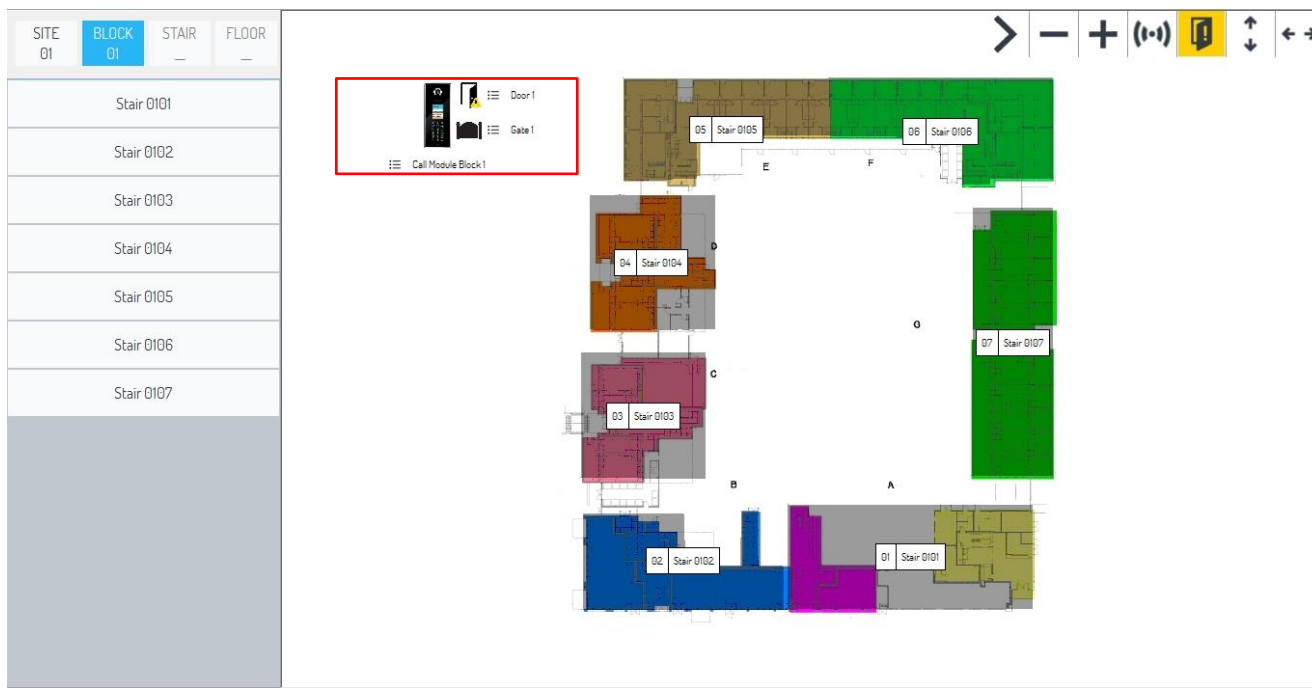 SITE
01
BLOCK
01
STAIR
_
FLOOR
_
Stair 0101
Stair 0102
Stair 0103
Stair 0104
Stair 0105
Stair 0106
Stair 0107
Door 1
Gate 1
Call Module Block 1
05 Stair 0105
06 Stair 0106
E
F
04 Stair 0104
D
G
07 Stair 0107
C
03 Stair 0103
B
A
02 Stair 0102
01 Stair 0101